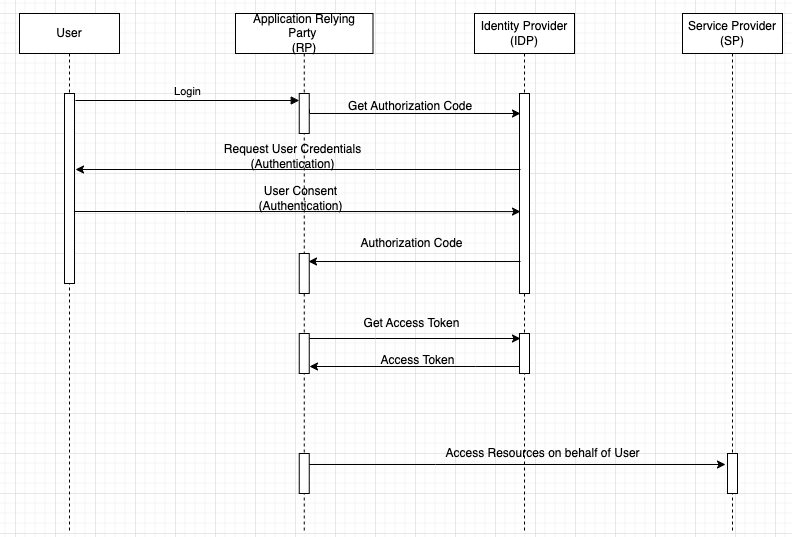 User
Application Relying
Party
(RP)
Identity Provider
(IDP)
Service Provider
(SP)
Login
Get Authorization Code
Request User Credentials
(Authentication)
User Consent
(Authentication)
Authorization Code
Get Access Token
Access Token
Access Resources on behalf of User